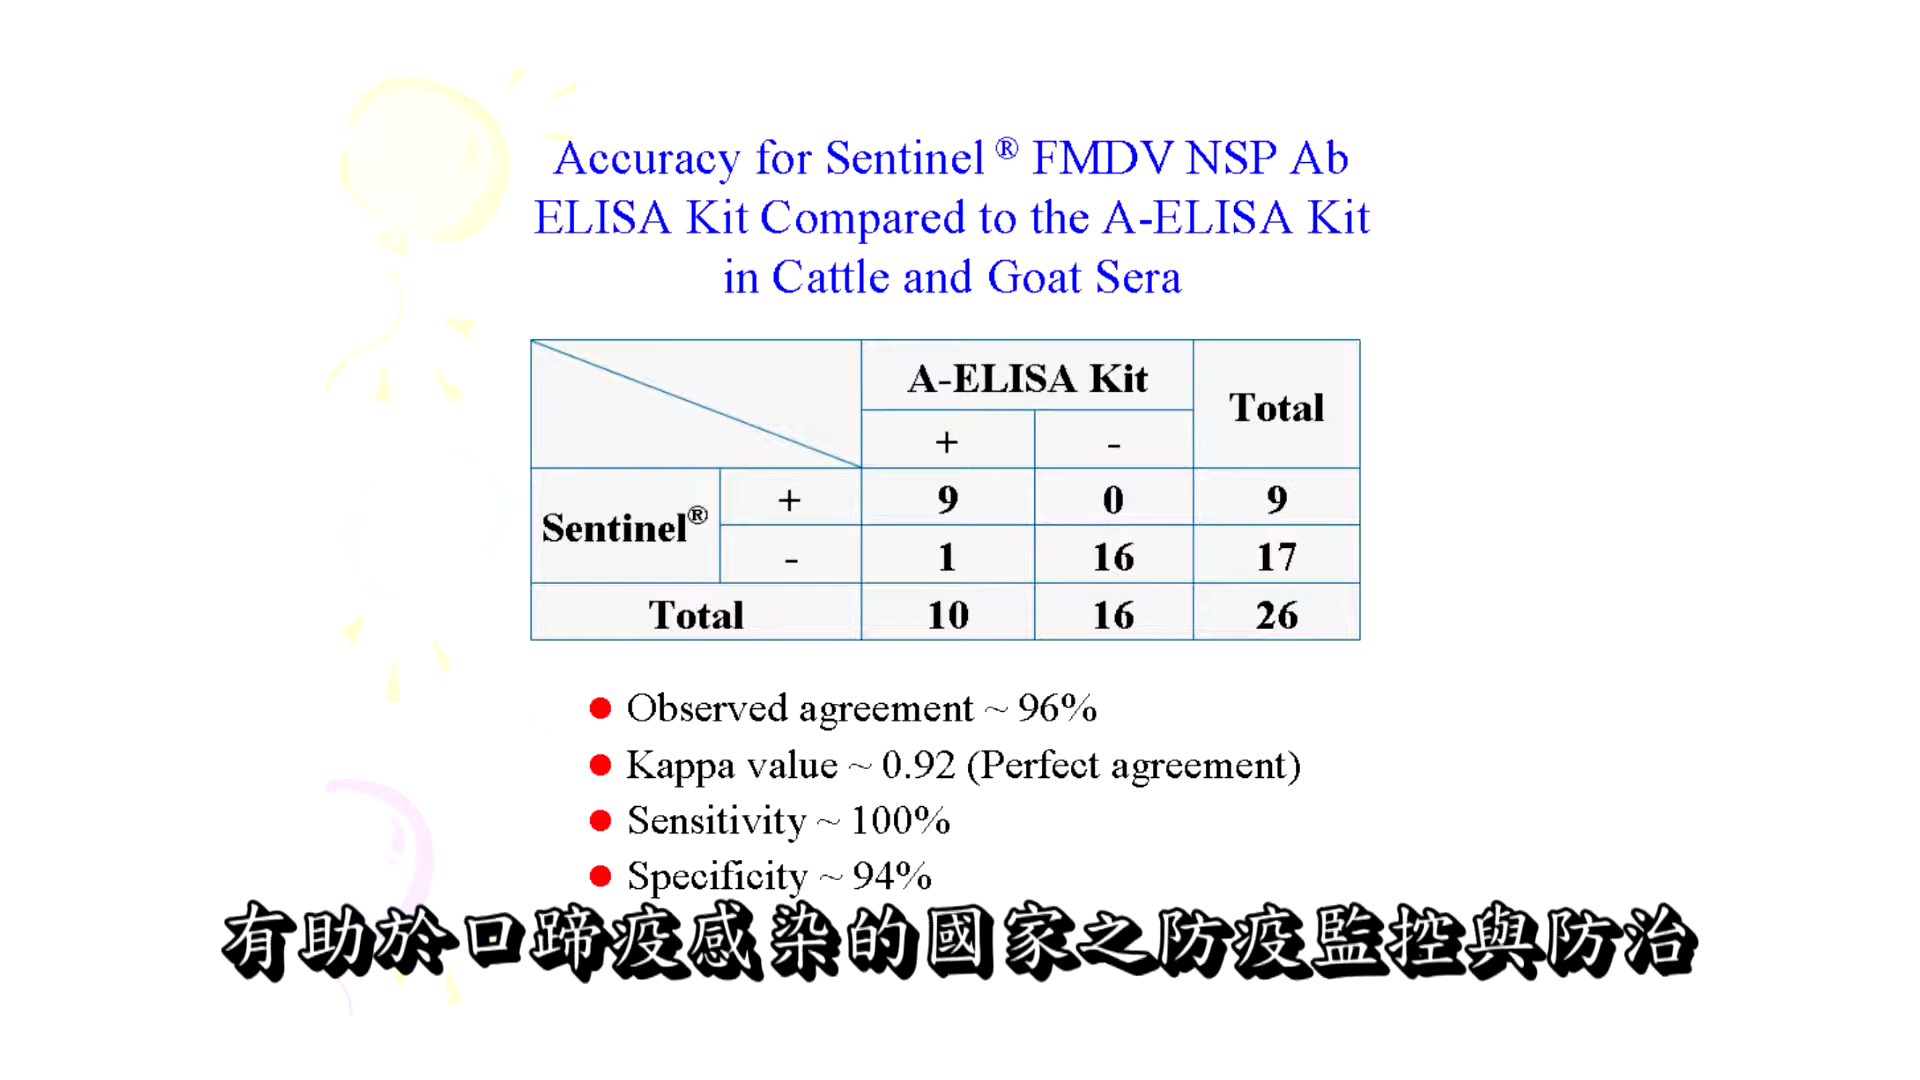 Accuracy for Sentinel ® FMDV NSP Ab
ELISA Kit Compared to the A-ELISA Kit
in Cattle and Goat Sera
A-ELISA Kit
Total
+ -
Sentinel® + 9 0 9
- 1 16 17
Total 10 16 26
Observed agreement ~ 96%
Kappa value ~ 0.92 (Perfect agreement)
Sensitivity ~ 100%
Specificity ~ 94%
有助於口蹄疫感染的國家之防疫監控與防治